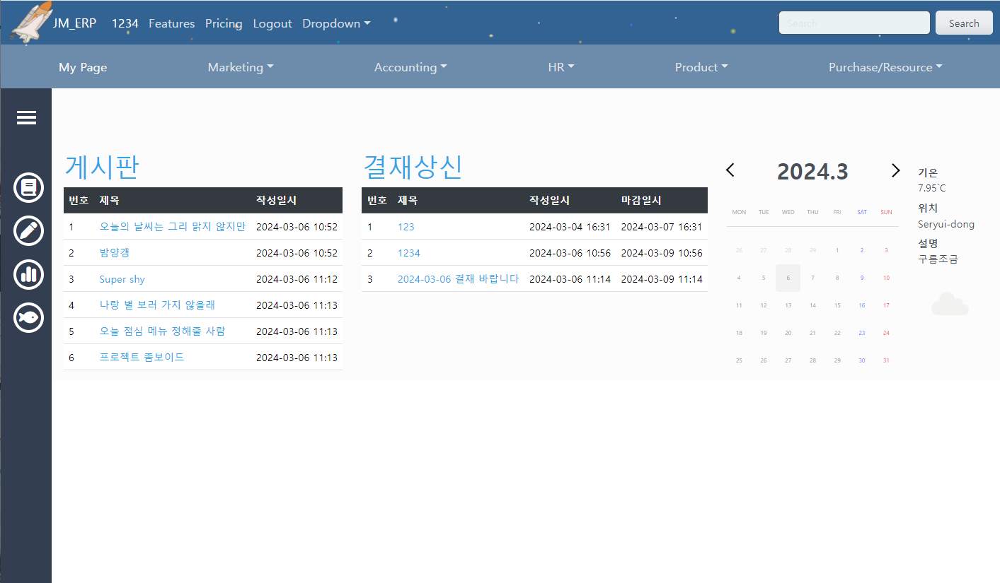 JM_ERP 1234 Features Pricing Logout Dropdown Search Search
My Page Marketing Accounting HR Product Purchase/Resource
게시판
번호 제목 작성일시
1 오늘의 날씨는 그리 맑지 않지만 2024-03-06 10:52
2 밤양갱 2024-03-06 10:52
3 Super shy 2024-03-06 11:12
4 나랑 별 보러 가지 않을래 2024-03-06 11:13
5 오늘 점심 메뉴 정해줄 사람 2024-03-06 11:13
6 프로젝트 좀보이드 2024-03-06 11:13
결재상신
번호 제목 작성일시 마감일시
1 123 2024-03-04 16:31 2024-03-07 16:31
2 1234 2024-03-06 10:56 2024-03-09 10:56
3 2024-03-06 결재 바랍니다 2024-03-06 11:14 2024-03-09 11:14
2024.3
MON TUE WED THU FRI SAT SUN
26 27 28 29 1 2 3
4 5 6 7 8 9 10
11 12 13 14 15 16 17
18 19 20 21 22 23 24
25 26 27 28 29 30 31
기온
7.95`C
위치
Seryui-dong
설명
구름조금